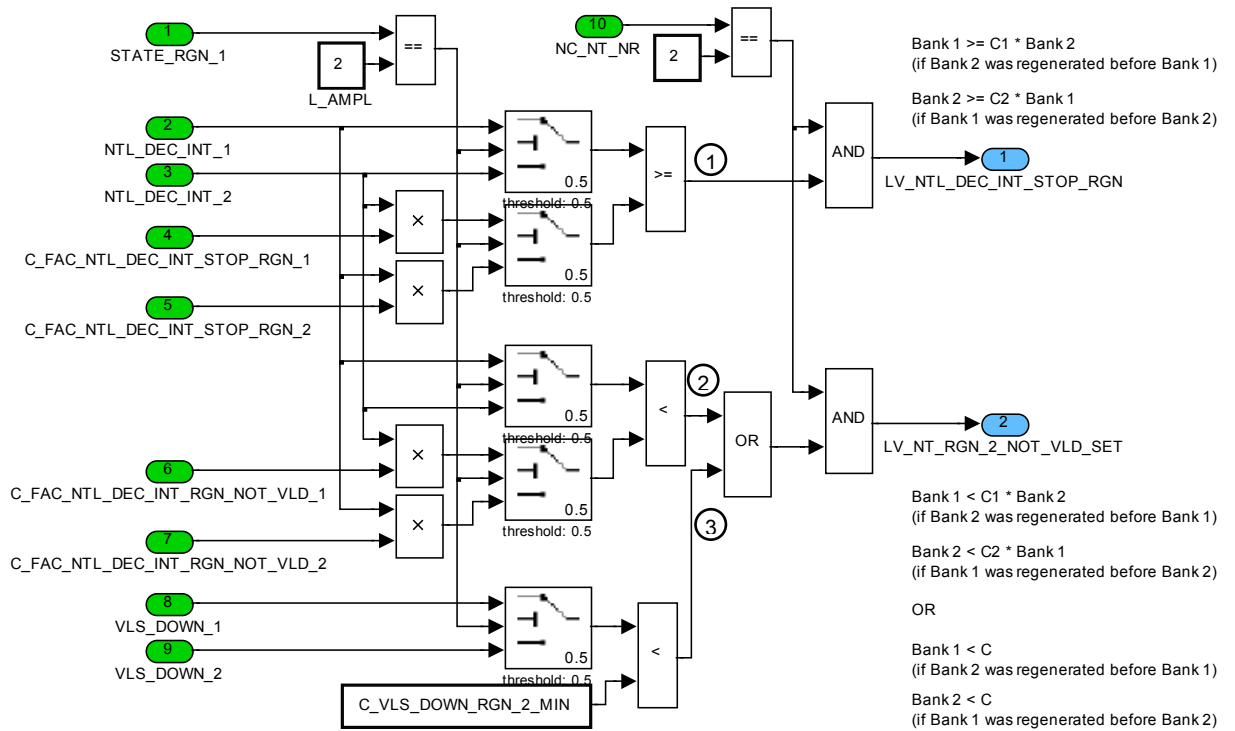 1
STATE_RGN_1
2
L_AMPL
==
10
NC_NT_NR
2
==
Bank 1 >= C1 * Bank 2
(if Bank 2 was regenerated before Bank 1)
Bank 2 >= C2 * Bank 1
(if Bank 1 was regenerated before Bank 2)
2
NTL_DEC_INT_1
3
NTL_DEC_INT_2
4
C_FAC_NTL_DEC_INT_STOP_RGN_1
5
C_FAC_NTL_DEC_INT_STOP_RGN_2
×
×
0.5
threshold: 0.5
0.5
threshold: 0.5
>=
1
AND
1
LV_NTL_DEC_INT_STOP_RGN
6
C_FAC_NTL_DEC_INT_RGN_NOT_VLD_1
7
C_FAC_NTL_DEC_INT_RGN_NOT_VLD_2
×
×
0.5
threshold: 0.5
0.5
threshold: 0.5
<
2
OR
3
AND
2
LV_NT_RGN_2_NOT_VLD_SET
Bank 1 < C1 * Bank 2
(if Bank 2 was regenerated before Bank 1)
Bank 2 < C2 * Bank 1
(if Bank 1 was regenerated before Bank 2)
OR
Bank 1 < C
(if Bank 2 was regenerated before Bank 1)
Bank 2 < C
(if Bank 1 was regenerated before Bank 2)
8
VLS_DOWN_1
9
VLS_DOWN_2
0.5
threshold: 0.5
<
C_VLS_DOWN_RGN_2_MIN